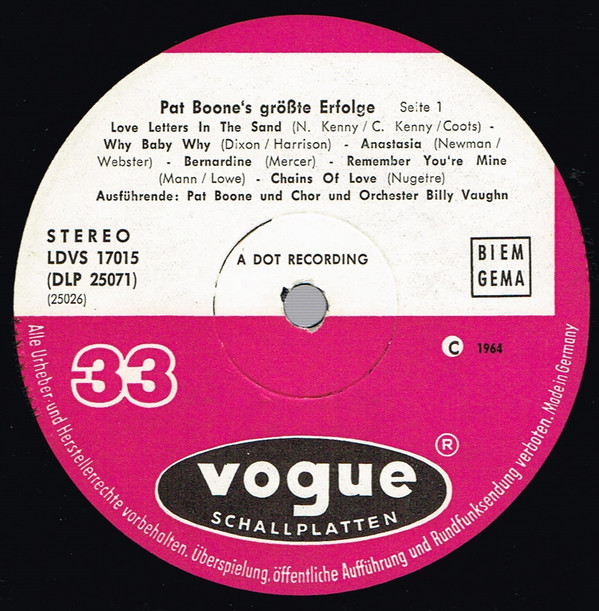 Pat Boone's größte Erfolge Seite 1
Love Letters In The Sand (N. Kenny/C. Kenny/Coots) -
Why Baby Why (Dixon/Harrison) - Anastasia (Newman/
Webster) - Bernardine (Mercer) - Remember You're Mine
(Mann/Lowe) - Chains Of Love (Nugetre)
Ausführende: Pat Boone und Chor und Orchester Billy Vaughn
STEREO
LDVS 17015
(DLP 25071)
(25026)
A DOT RECORDING
BIEM
GEMA
33
C 1964
vogue ®
SCHALLPLATTEN
Alle Urheber- und Herstellerrechte vorbehalten. Überspielung, öffentliche Aufführung und Rundfunksendung verboten. Made in Germany